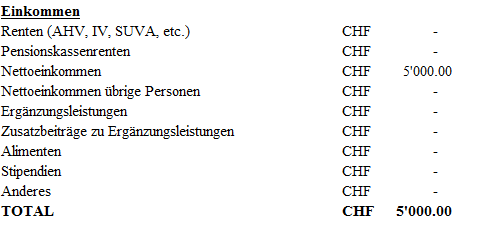 Einkommen
Renten (AHV, IV, SUVA, etc.) CHF -
Pensionskassenrenten CHF -
Nettoeinkommen CHF 5'000.00
Nettoeinkommen übrige Personen CHF -
Ergänzungsleistungen CHF -
Zusatzbeiträge zu Ergänzungsleistungen CHF -
Alimenten CHF -
Stipendien CHF -
Anderes CHF -
TOTAL CHF 5'000.00